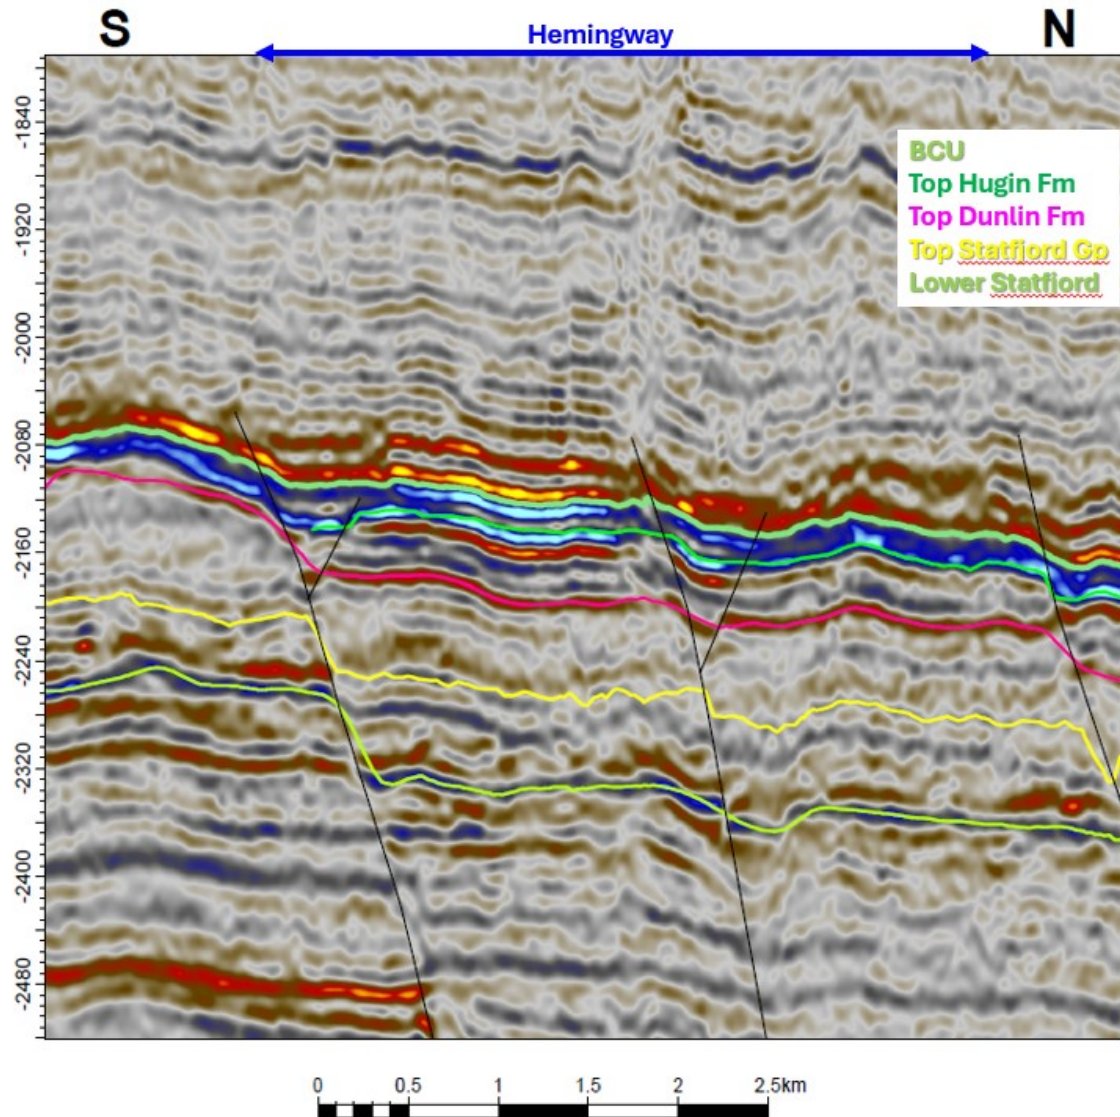 S
Hemingway
N
BCU
Top Hugin Fm
Top Dunlin Fm
Top Statfjord Gp
Lower Statfjord
-1840
-1920
-2000
-2080
-2160
-2240
-2320
-2400
-2480
0 0.5 1 1.5 2 2.5km